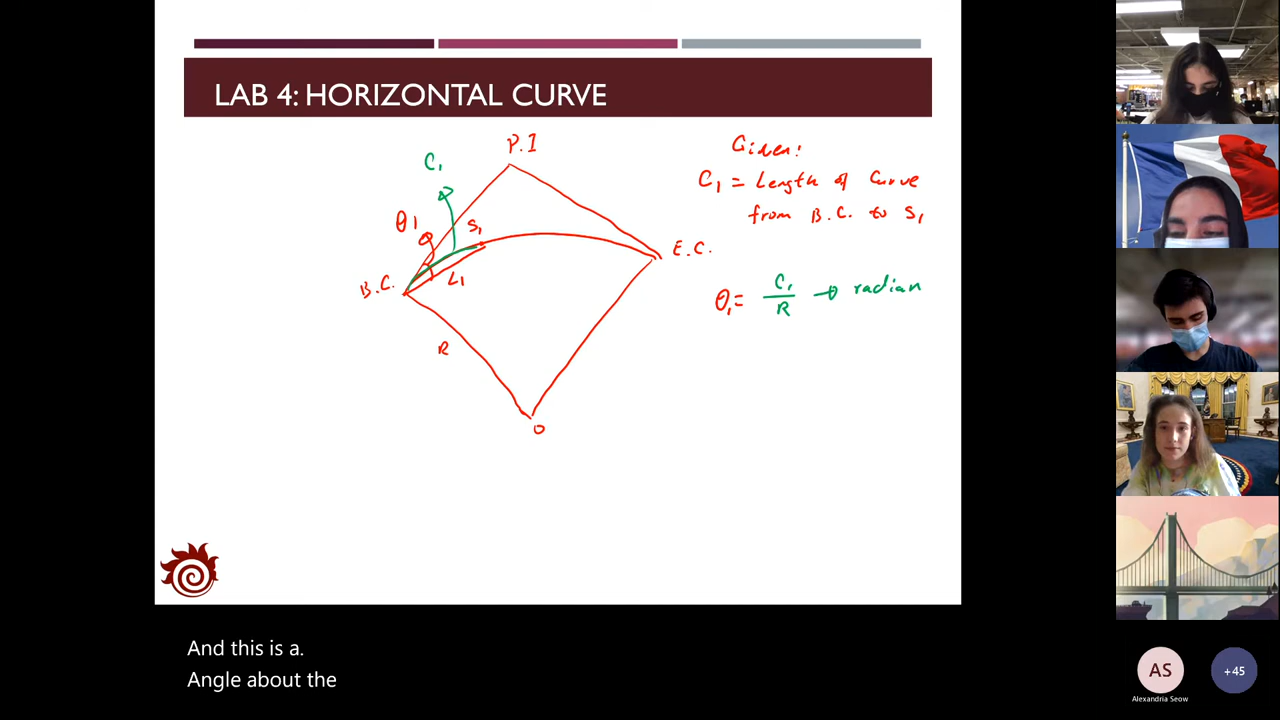 LAB 4: HORIZONTAL CURVE
P.I
C₁
θ1
S₁
B.C.
L1
E.C.
R
O
Given:
C₁ = Length of Curve
from B.C. to S₁
θ₁= C₁/R → radian
And this is a.
Angle about the
AS
Alexandria Seow
+45